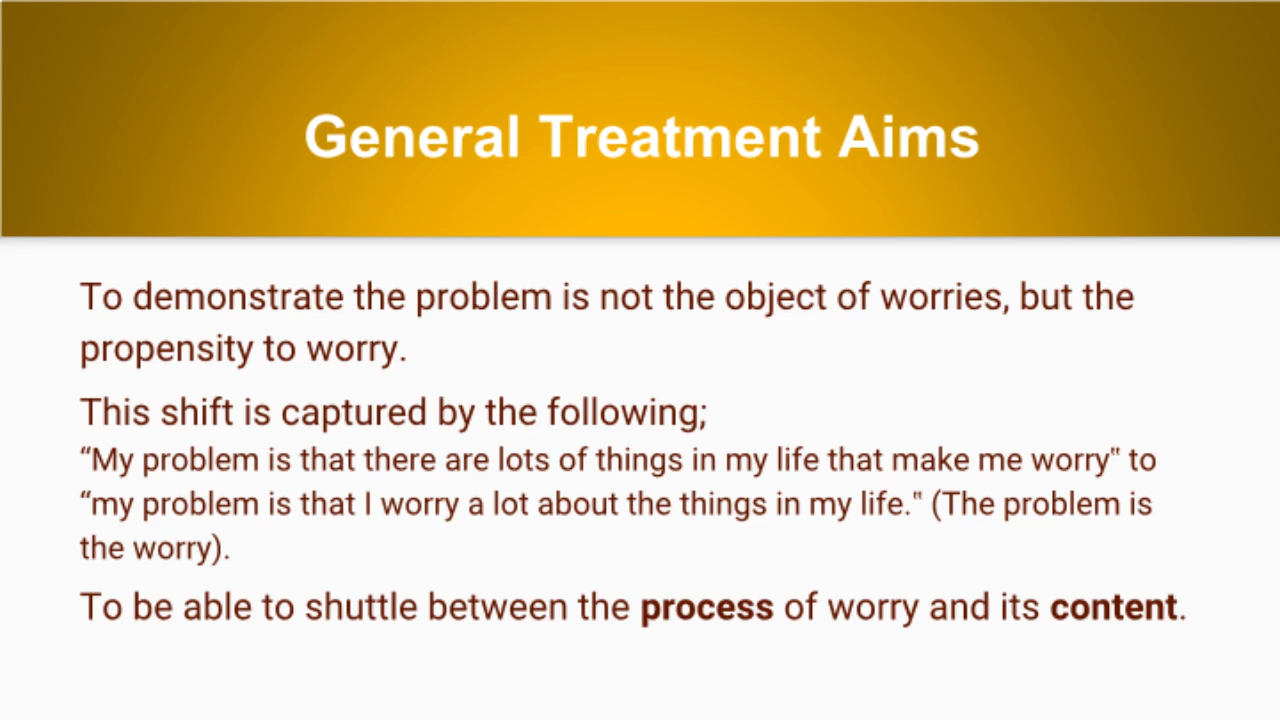 General Treatment Aims
To demonstrate the problem is not the object of worries, but the
propensity to worry.
This shift is captured by the following;
“My problem is that there are lots of things in my life that make me worry‟ to
“my problem is that I worry a lot about the things in my life.‟ (The problem is
the worry).
To be able to shuttle between the process of worry and its content.